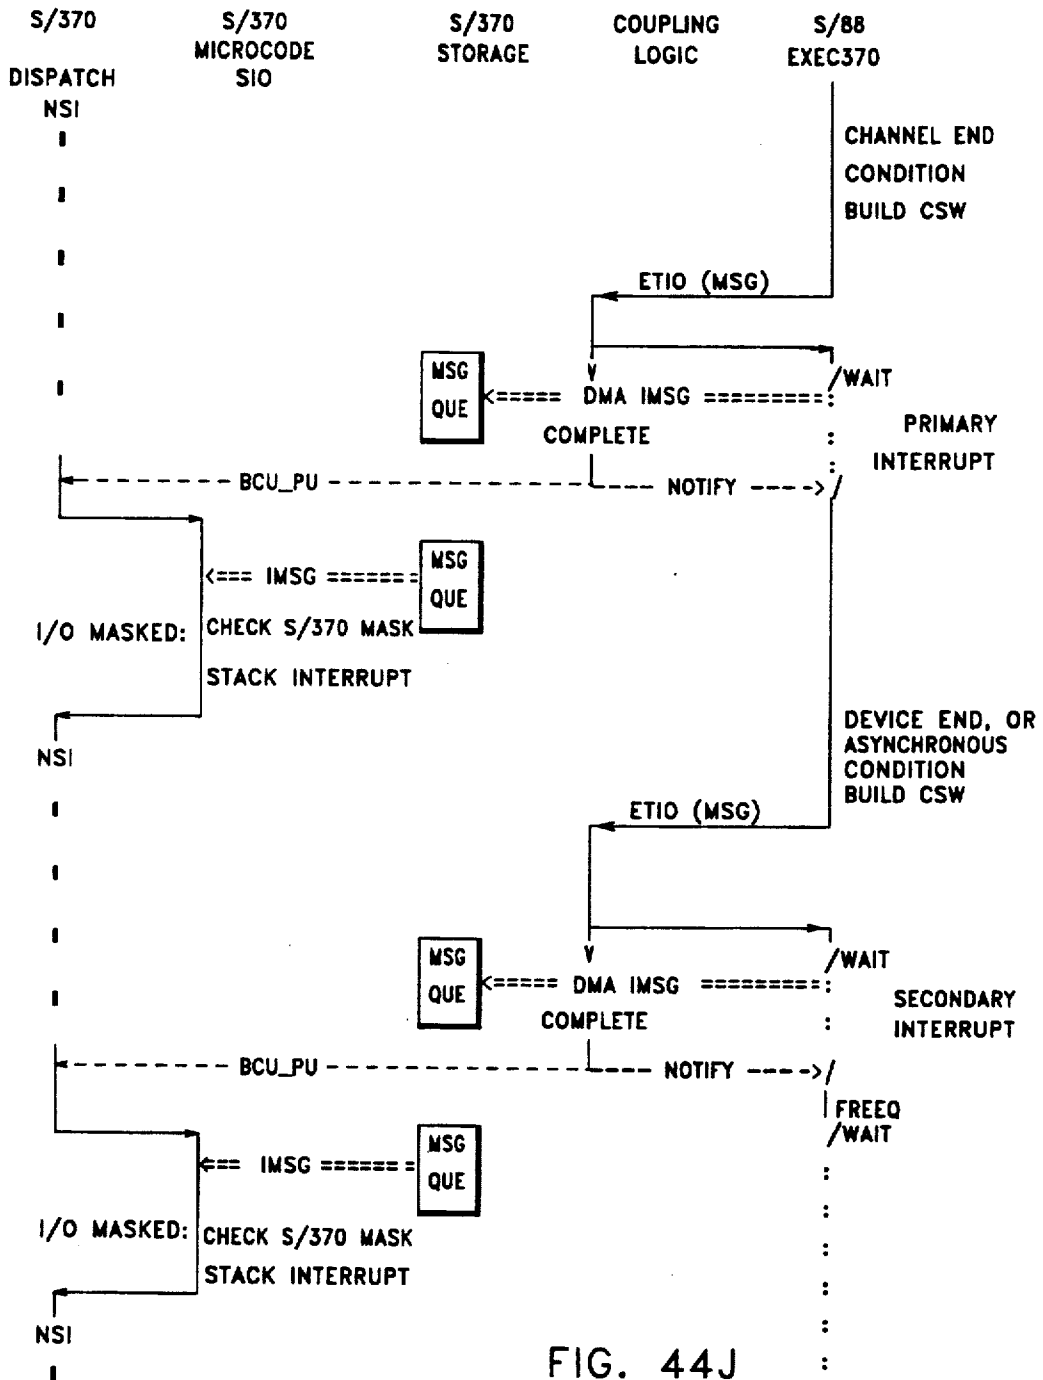 S/370 S/370 S/370 COUPLING S/88
MICROCODE STORAGE LOGIC EXEC370
DISPATCH SIO
NSI
CHANNEL END
CONDITION
BUILD CSW
ETIO (MSG)
MSG
QUE
/WAIT
<===== DMA IMSG =========:
COMPLETE
PRIMARY
INTERRUPT
BCU_PU
NOTIFY
MSG
QUE
<=== IMSG =======
I/O MASKED: CHECK S/370 MASK
STACK INTERRUPT
NSI
DEVICE END, OR
ASYNCHRONOUS
CONDITION
BUILD CSW
ETIO (MSG)
MSG
QUE
/WAIT
<===== DMA IMSG =========:
COMPLETE
SECONDARY
INTERRUPT
BCU_PU
NOTIFY
FREEQ
/WAIT
MSG
QUE
<=== IMSG =======
I/O MASKED: CHECK S/370 MASK
STACK INTERRUPT
NSI
FIG. 44J